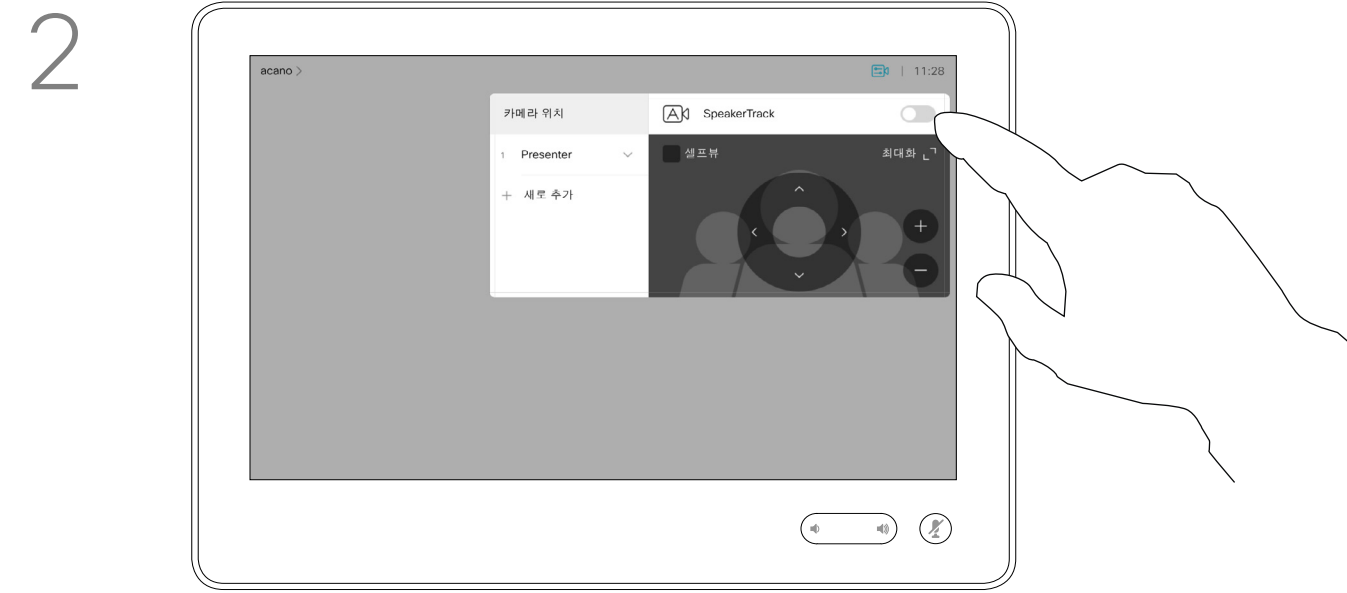 2
acano >
11:28
카메라 위치
SpeakerTrack
1 Presenter
셀프뷰
최대화
+ 새로 추가